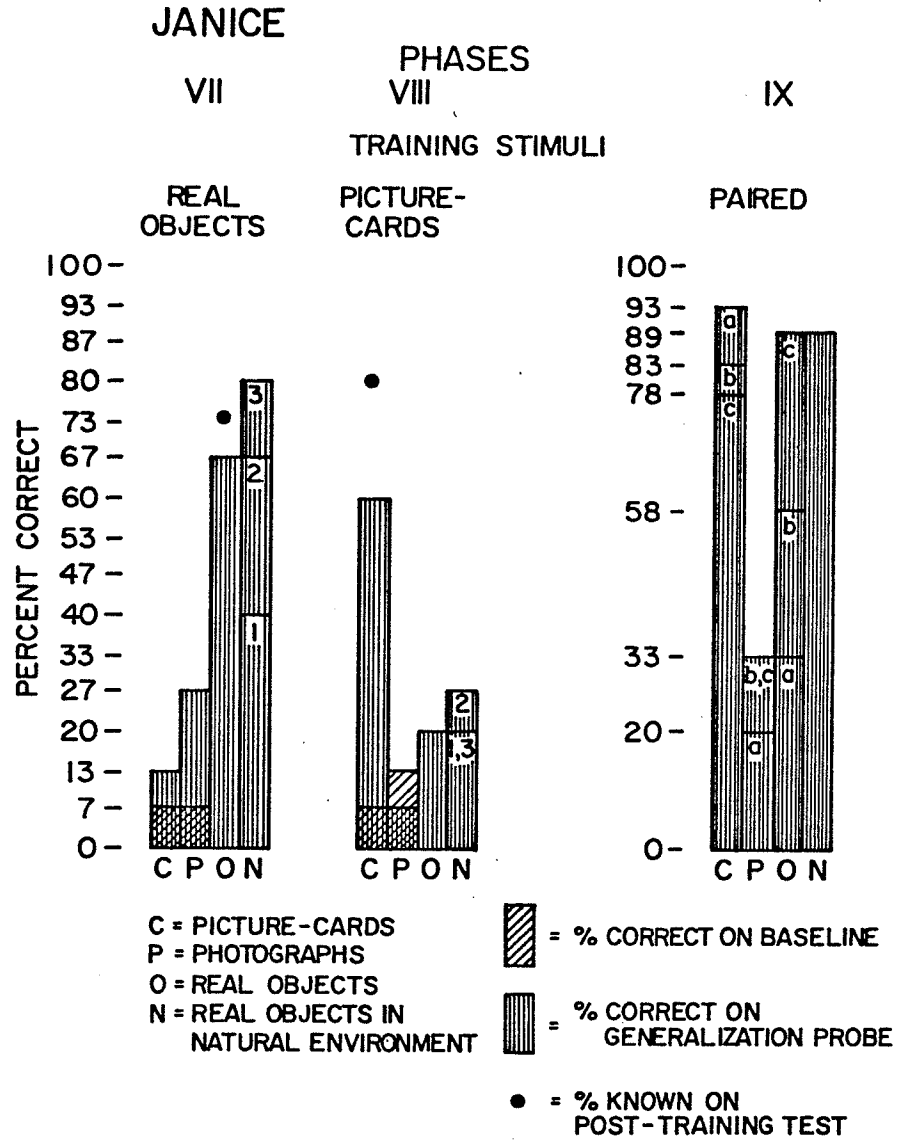 JANICE
PHASES
VII VIII IX
TRAINING STIMULI
REAL OBJECTS
PICTURE-CARDS
PAIRED
PERCENT CORRECT
100
93
87
80
73
67
60
53
47
40
33
27
20
13
7
0
3
2
1
C P O N
2
1,3
C P O N
100
93
89
83
78
58
33
20
0
a
b
c
b,c
a
c
b
a
C P O N
C = PICTURE-CARDS
P = PHOTOGRAPHS
O = REAL OBJECTS
N = REAL OBJECTS IN
NATURAL ENVIRONMENT
= % CORRECT ON BASELINE
= % CORRECT ON
GENERALIZATION PROBE
= % KNOWN ON
POST-TRAINING TEST